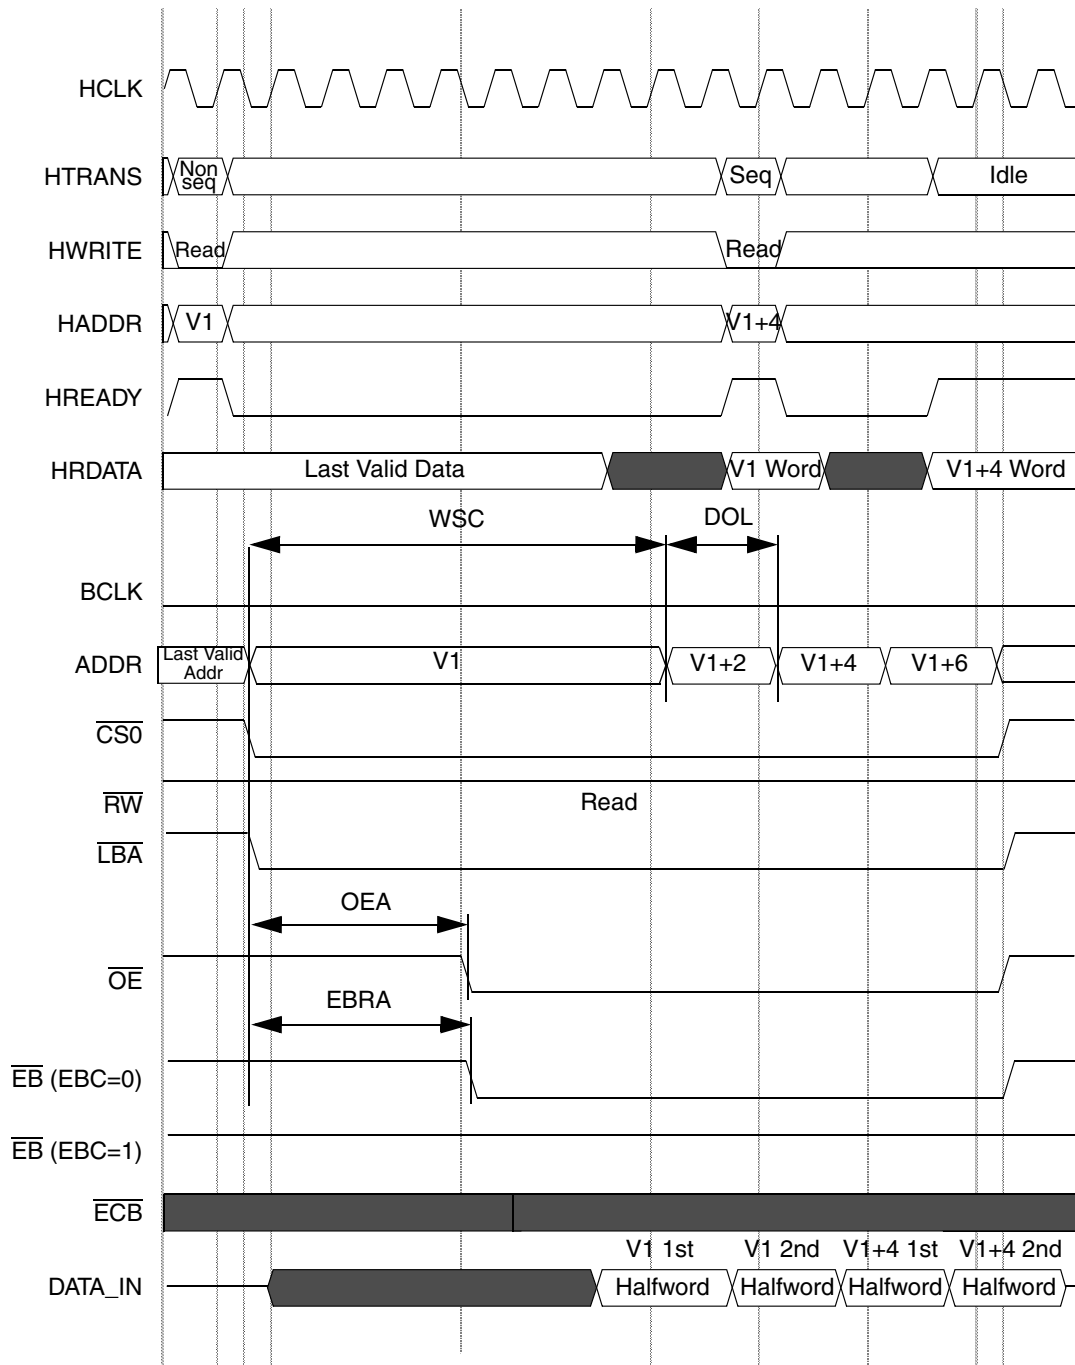 HCLK
HTRANS Non seq Seq Idle
HWRITE Read Read
HADDR V1 V1+4
HREADY
HRDATA Last Valid Data V1 Word V1+4 Word
WSC DOL
BCLK
ADDR Last Valid Addr V1 V1+2 V1+4 V1+6
CS0
RW Read
LBA
OEA
OE
EBRA
EB (EBC=0)
EB (EBC=1)
ECB
V1 1st V1 2nd V1+4 1st V1+4 2nd
DATA_IN Halfword Halfword Halfword Halfword